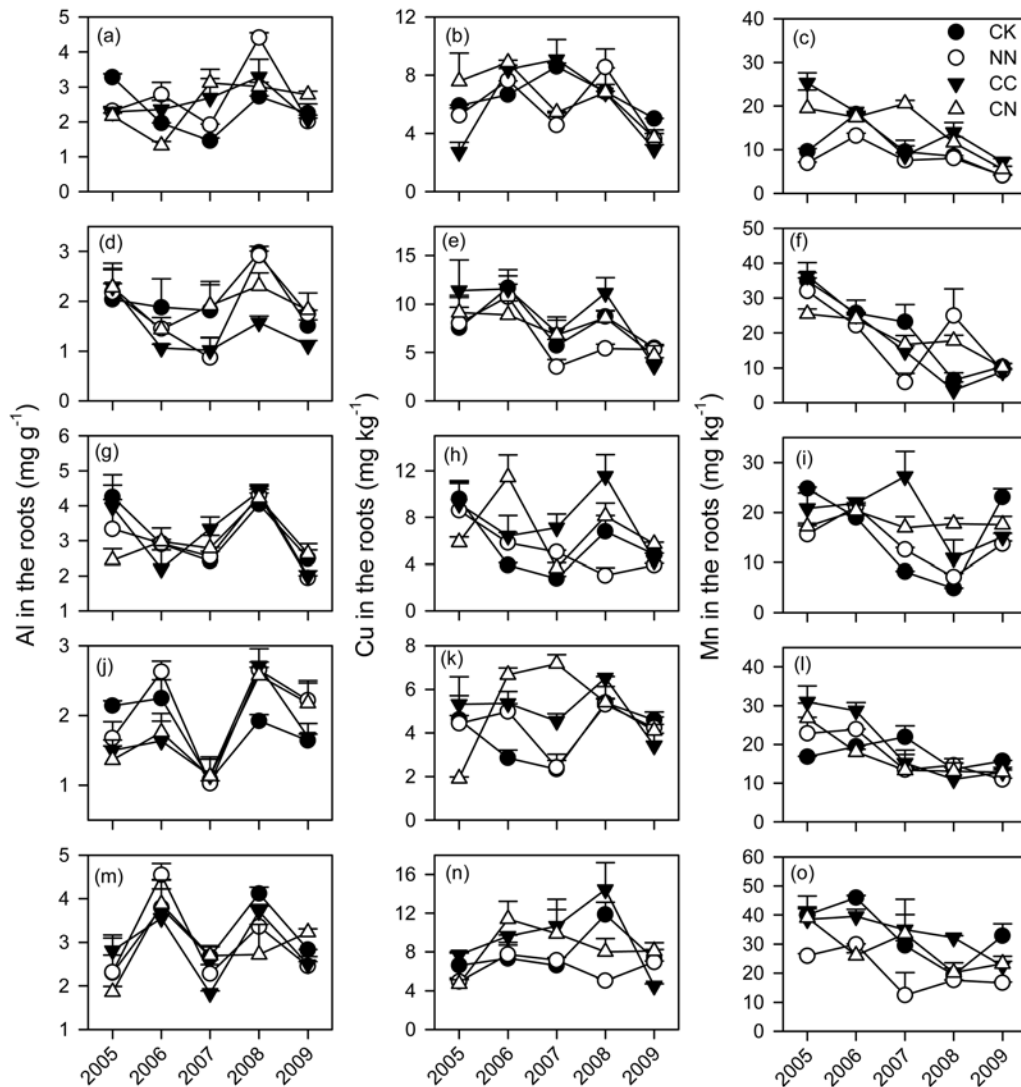 (a)
5
4
3
2
1
0
(b)
12
8
4
0
(c)
40
30
20
10
0
CK
NN
CC
CN
(d)
3
2
1
0
(e)
15
10
5
0
(f)
50
40
30
20
10
0
Al in the roots (mg g⁻¹)
Cu in the roots (mg kg⁻¹)
Mn in the roots (mg kg⁻¹)
(g)
6
5
4
3
2
1
(h)
12
8
4
0
(i)
30
20
10
0
(j)
3
2
1
(k)
8
6
4
2
0
(l)
40
30
20
10
0
(m)
5
4
3
2
1
2005 2006 2007 2008 2009
(n)
16
12
8
4
0
2005 2006 2007 2008 2009
(o)
60
50
40
30
20
10
0
2005 2006 2007 2008 2009